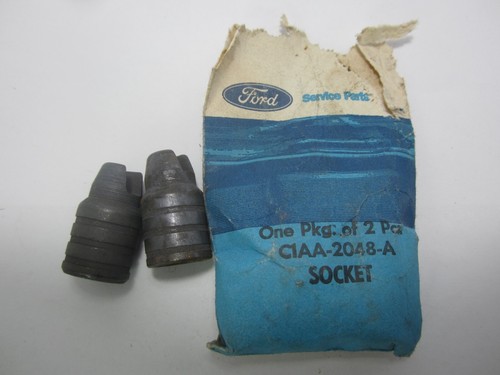 Ford
Service Parts
One Pkg. of 2 Pcs
C1AA-2048-A
SOCKET